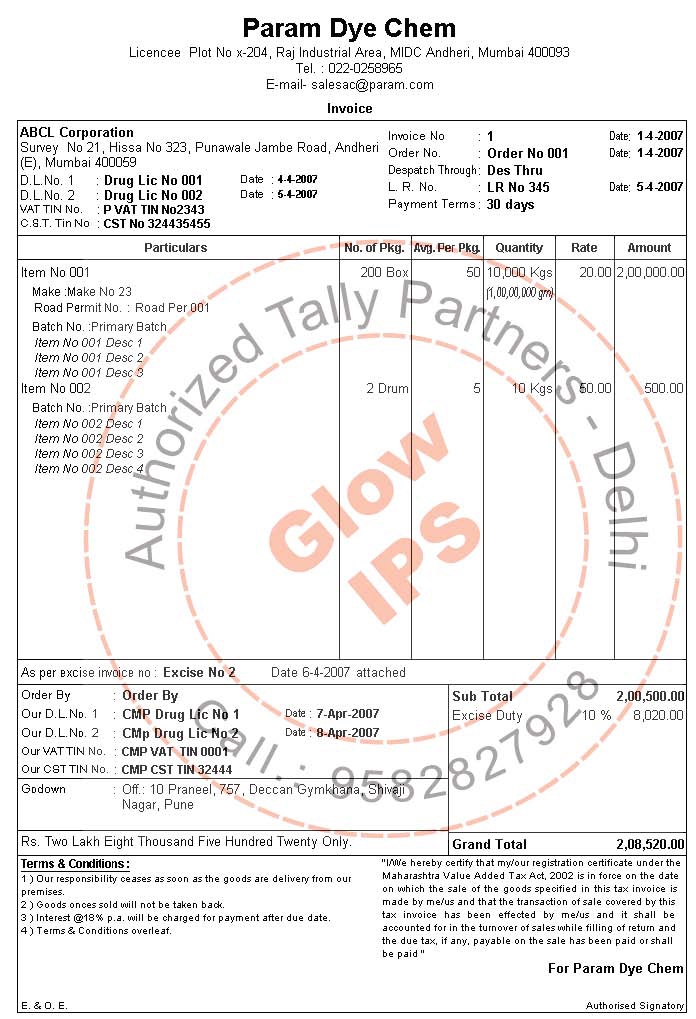 Param Dye Chem
Licencee Plot No x-204, Raj Industrial Area, MIDC Andheri, Mumbai 400093
Tel. : 022-0258965
E-mail- salesac@param.com
Invoice
ABCL Corporation
Survey No 21, Hissa No 323, Punawale Jambe Road, Andheri
(E), Mumbai 400059
D.L.No. 1 : Drug Lic No 001 Date : 4-4-2007
D.L.No. 2 : Drug Lic No 002 Date : 5-4-2007
VAT TIN No. : P VAT TIN No2343
C.S.T. Tin No : CST No 324435455
Invoice No : 1 Date: 1-4-2007
Order No. : Order No 001 Date: 1-4-2007
Despatch Through: Des Thru
L. R. No. : LR No 345 Date: 5-4-2007
Payment Terms : 30 days
Particulars No. of Pkg. Avg. Per Pkg. Quantity Rate Amount
Item No 001 200 Box 50 10,000 Kgs 20.00 2,00,000.00
(1,00,00,000 gm)
Make :Make No 23
Road Permit No. : Road Per 001
Batch No. :Primary Batch
Item No 001 Desc 1
Item No 001 Desc 2
Item No 001 Desc 3
Item No 002 2 Drum 5 10 Kgs 50.00 500.00
Batch No. :Primary Batch
Item No 002 Desc 1
Item No 002 Desc 2
Item No 002 Desc 3
Item No 002 Desc 4
Authorized Tally Partners - Delhi
Glow
IPS
Call.: 9582827928
As per excise invoice no : Excise No 2 Date 6-4-2007 attached
Order By : Order By
Our D.L.No. 1 : CMP Drug Lic No 1 Date : 7-Apr-2007
Our D.L.No. 2 : CMp Drug Lic No 2 Date : 8-Apr-2007
Our VAT TIN No. : CMP VAT TIN 0001
Our CST TIN No. : CMP CST TIN 32444
Godown : Off.: 10 Praneel, 757, Deccan Gymkhana, Shivaji
Nagar, Pune
Sub Total 2,00,500.00
Excise Duty 10 % 8,020.00
Rs. Two Lakh Eight Thousand Five Hundred Twenty Only.
Grand Total 2,08,520.00
Terms & Conditions :
1 ) Our responsibility ceases as soon as the goods are delivery from our
premises.
2 ) Goods onces sold will not be taken back.
3 ) Interest @18% p.a. will be charged for payment after due date.
4 ) Terms & Conditions overleaf.
"I/We hereby certify that my/our registration certificate under the
Maharashtra Value Added Tax Act, 2002 is in force on the date
on which the sale of the goods specified in this tax invoice is
made by me/us and that the transaction of sale covered by this
tax invoice has been effected by me/us and it shall be
accounted for in the turnover of sales while filling of return and
the due tax, if any, payable on the sale has been paid or shall
be paid "
For Param Dye Chem
E. & O. E.
Authorised Signatory